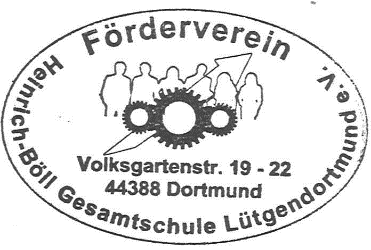 Förderverein
Heinrich-Böll Gesamtschule Lütgendortmund e.V.
Volksgartenstr. 19 - 22
44388 Dortmund